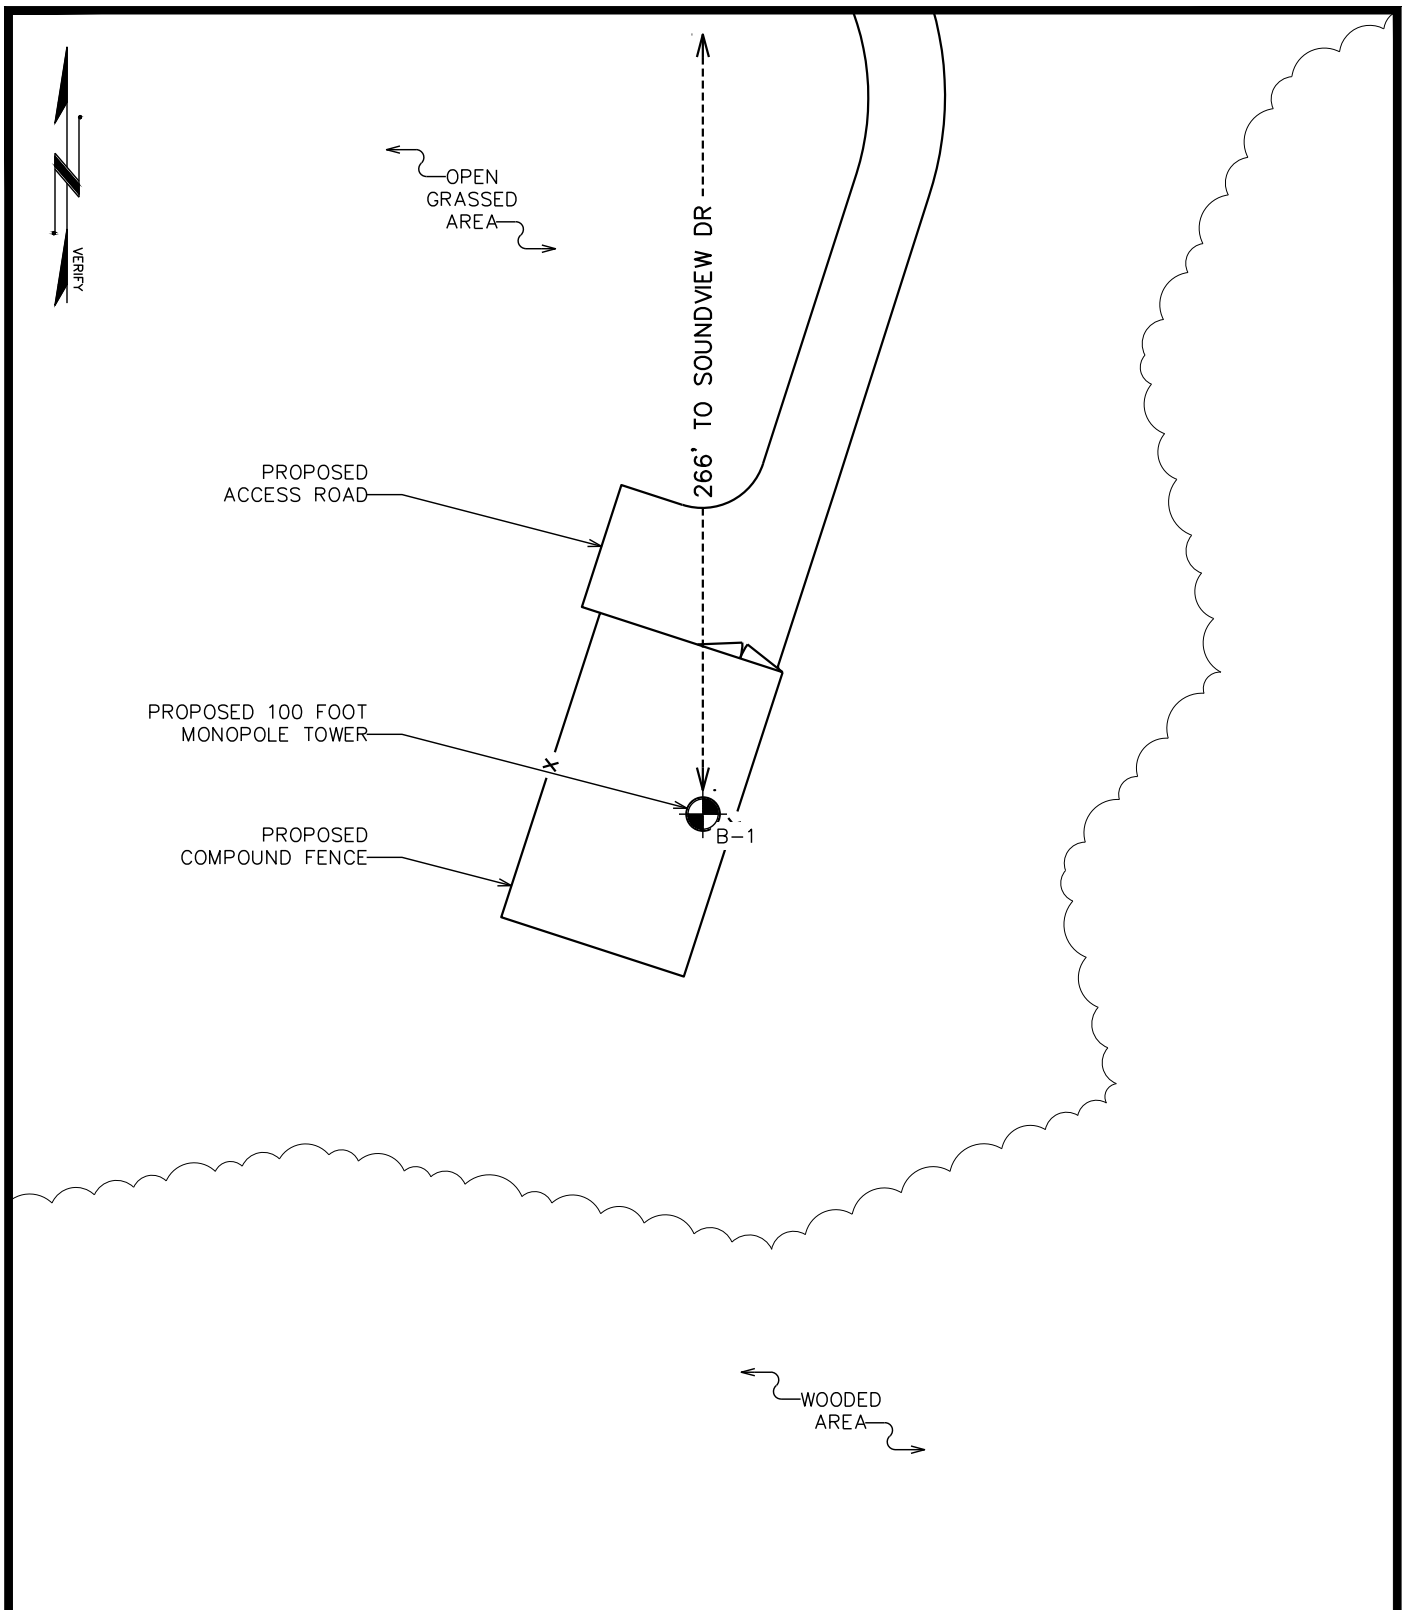 N
VERIFY
OPEN
GRASSED
AREA
266' TO SOUNDVIEW DR
PROPOSED
ACCESS ROAD
PROPOSED 100 FOOT
MONOPOLE TOWER
X
PROPOSED
COMPOUND FENCE
B-1
WOODED
AREA